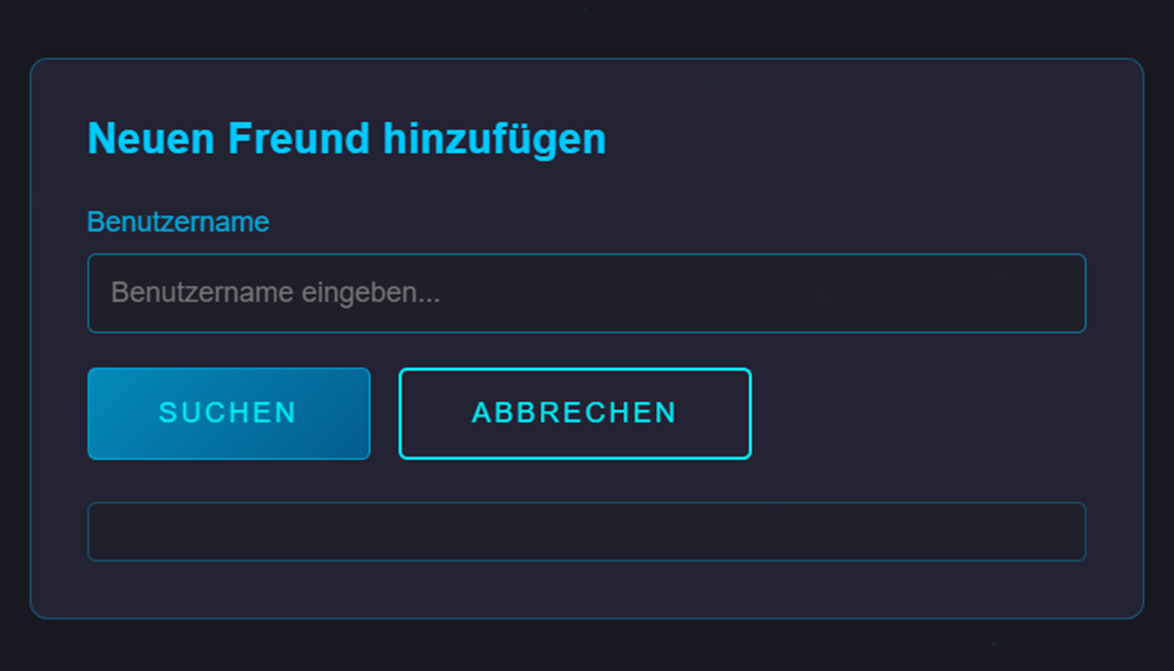 Neuen Freund hinzufügen
Benutzername
Benutzername eingeben...
SUCHEN
ABBRECHEN